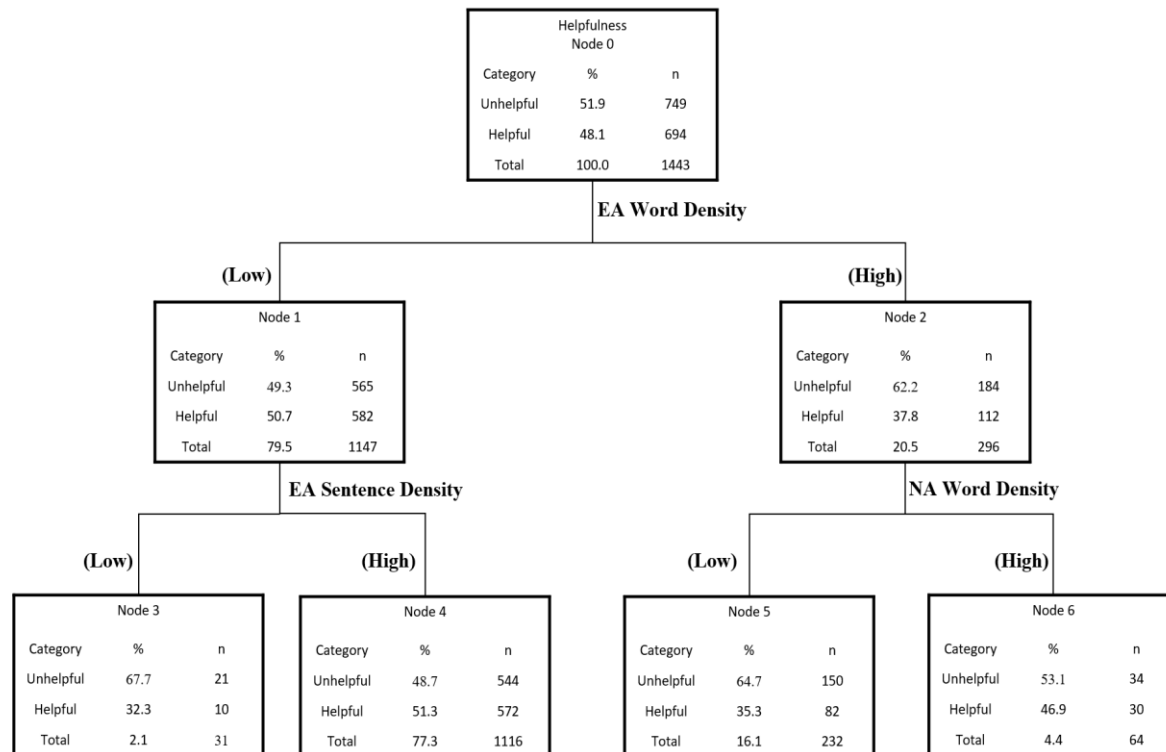 Helpfulness
Node 0
Category % n
Unhelpful 51.9 749
Helpful 48.1 694
Total 100.0 1443
EA Word Density
(Low)
(High)
Node 1
Category % n
Unhelpful 49.3 565
Helpful 50.7 582
Total 79.5 1147
Node 2
Category % n
Unhelpful 62.2 184
Helpful 37.8 112
Total 20.5 296
EA Sentence Density
NA Word Density
(Low)
(High)
(Low)
(High)
Node 3
Category % n
Unhelpful 67.7 21
Helpful 32.3 10
Total 2.1 31
Node 4
Category % n
Unhelpful 48.7 544
Helpful 51.3 572
Total 77.3 1116
Node 5
Category % n
Unhelpful 64.7 150
Helpful 35.3 82
Total 16.1 232
Node 6
Category % n
Unhelpful 53.1 34
Helpful 46.9 30
Total 4.4 64